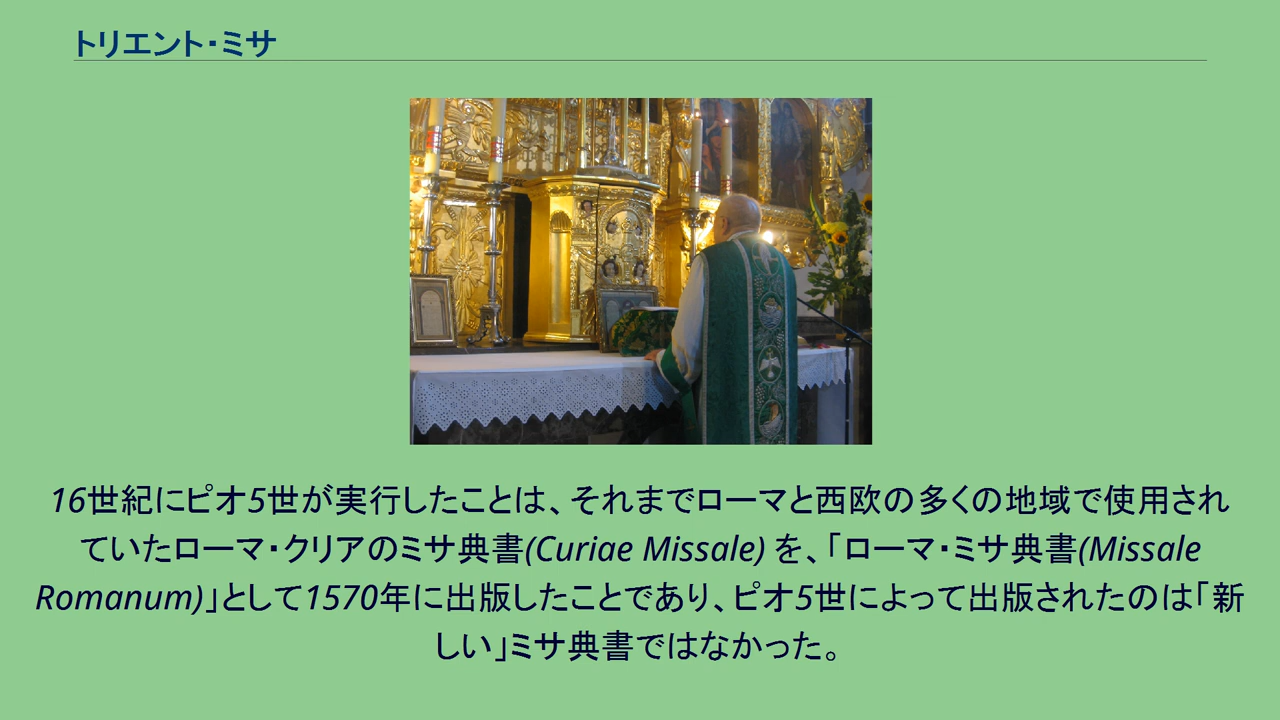 トリエント・ミサ
16世紀にピオ5世が実行したことは、それまでローマと西欧の多くの地域で使用され
ていたローマ・クリアのミサ典書(Curiae Missale) を、「ローマ・ミサ典書(Missale
Romanum)」として1570年に出版したことであり、ピオ5世によって出版されたのは「新
しい」ミサ典書ではなかった。